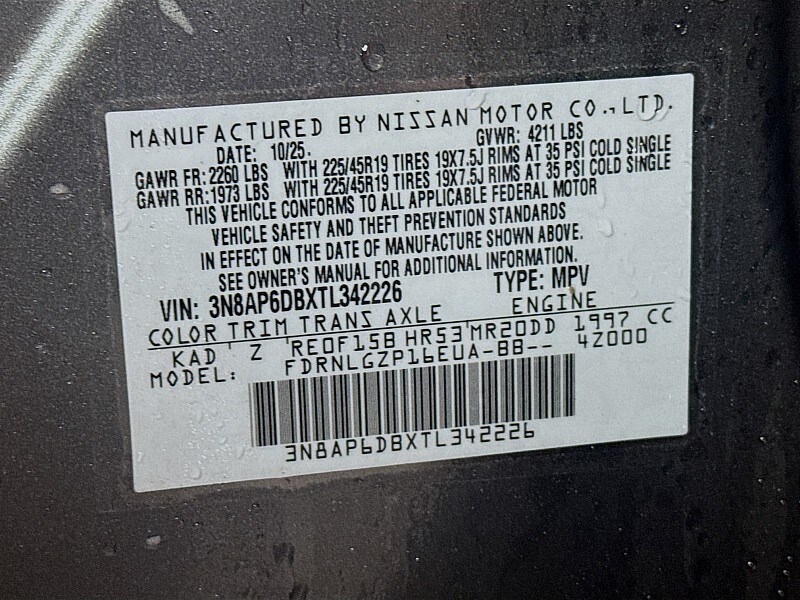 MANUFACTURED BY NISSAN MOTOR CO., LTD.
DATE: 10/25. GVWR: 4211 LBS
GAWR FR: 2260 LBS WITH 225/45R19 TIRES 19X7.5J RIMS AT 35 PSI COLD SINGLE
GAWR RR: 1973 LBS WITH 225/45R19 TIRES 19X7.5J RIMS AT 35 PSI COLD SINGLE
THIS VEHICLE CONFORMS TO ALL APPLICABLE FEDERAL MOTOR
VEHICLE SAFETY AND THEFT PREVENTION STANDARDS
IN EFFECT ON THE DATE OF MANUFACTURE SHOWN ABOVE.
SEE OWNER'S MANUAL FOR ADDITIONAL INFORMATION.
VIN: 3N8AP6DBXTL342226 TYPE: MPV
COLOR TRIM TRANS AXLE ENGINE
KAD Z RE0F15B HR53 MR20DD 1997 CC
MODEL: FDRNLGZP16EUA-BB-- 4Z000
3N8AP6DBXTL342226